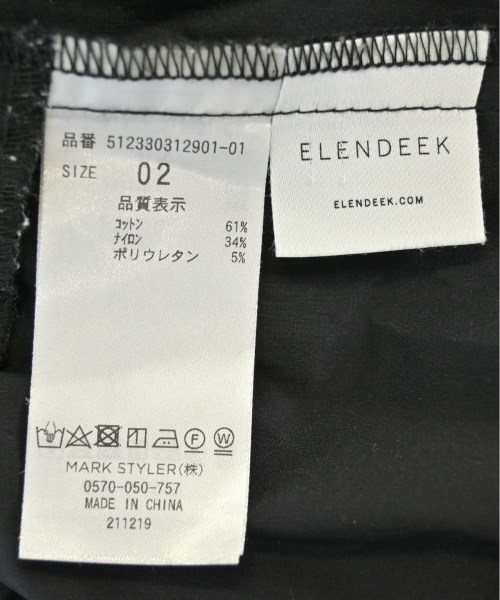 品番 512330312901-01
SIZE 02
品質表示
ｺｯﾄﾝ 61%
ﾅｲﾛﾝ 34%
ポリウレタン 5%
F W
MARK STYLER(株)
0570-050-757
MADE IN CHINA
211219
ELENDEEK
ELENDEEK.COM